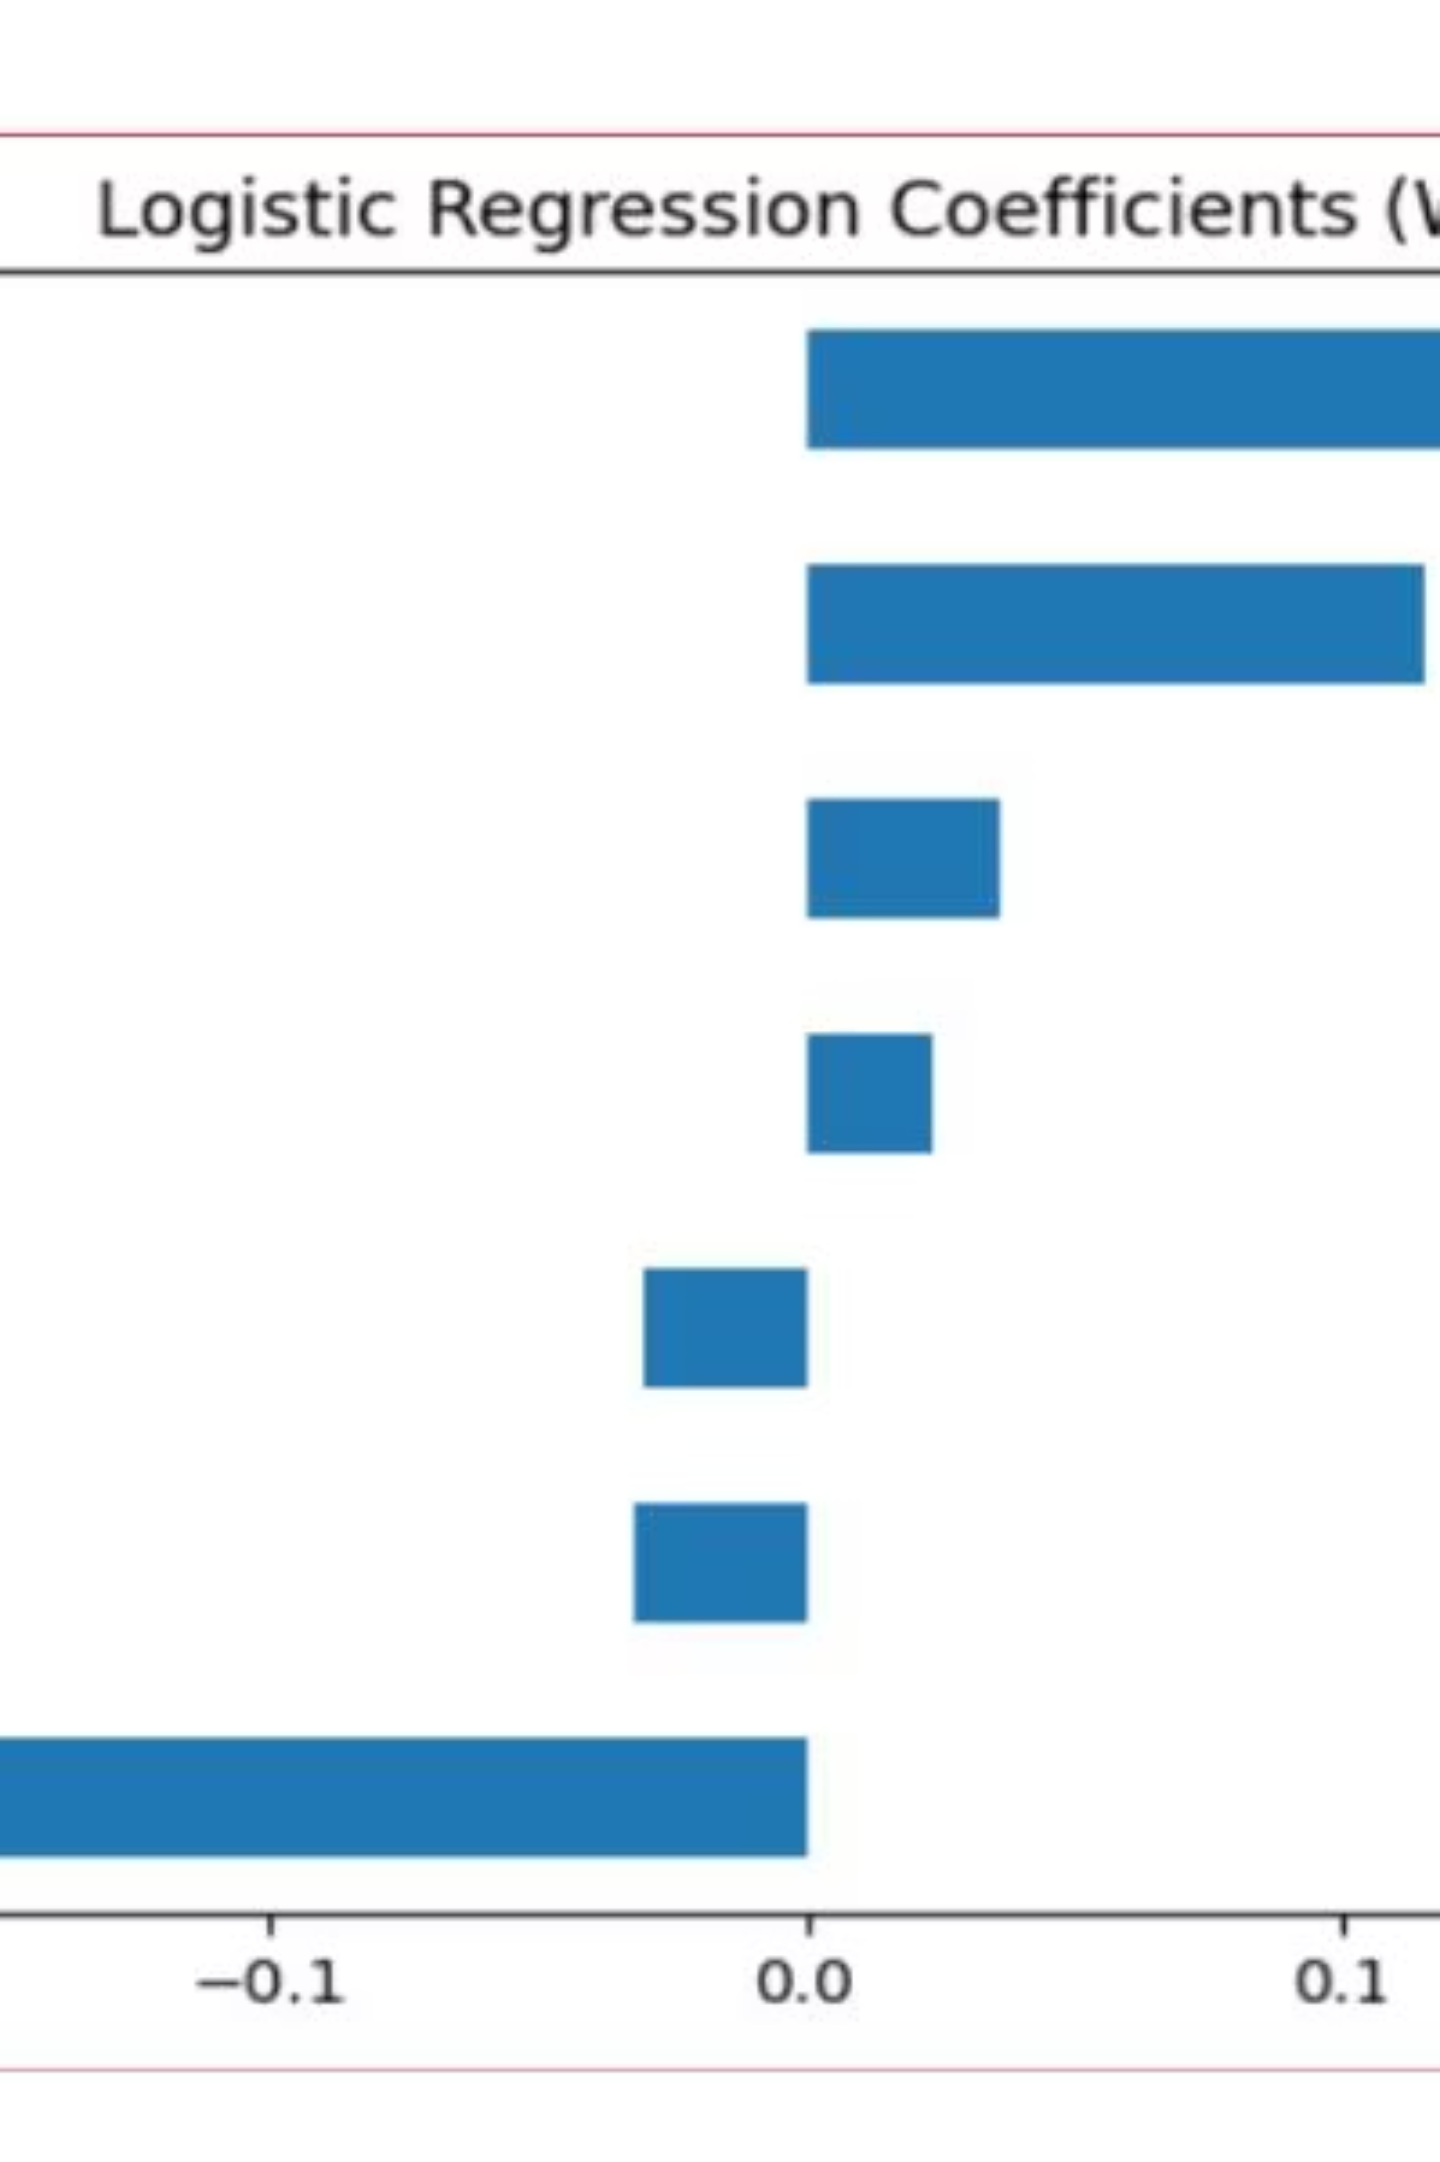 Logistic Regression Coefficients (
−0.1 0.0 0.1